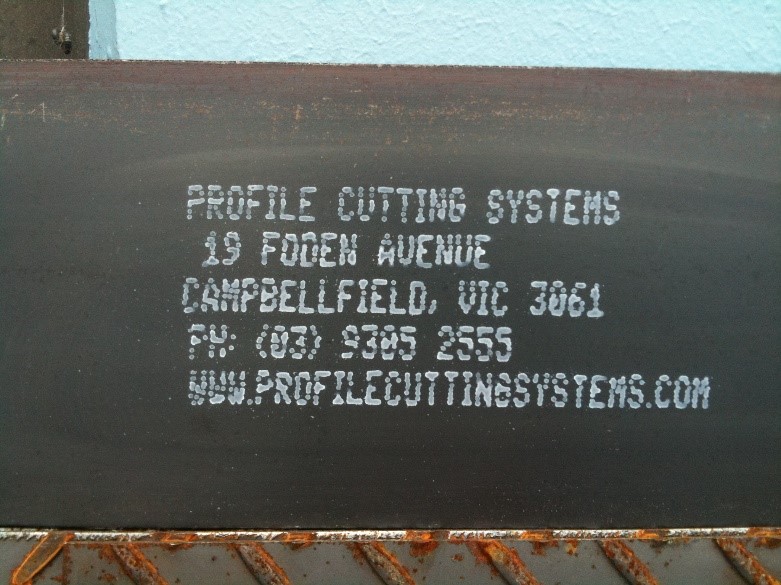 PROFILE CUTTING SYSTEMS
19 FODEN AVENUE
CAMPBELLFIELD, VIC 3061
PH: (03) 9305 2555
WWW.PROFILECUTTINGSYSTEMS.COM